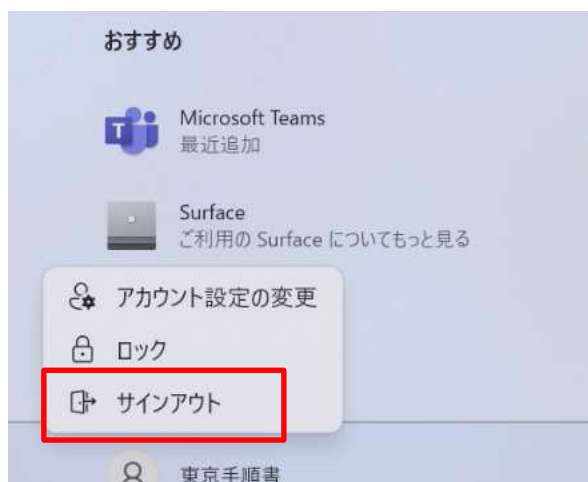 おすすめ
Microsoft Teams
最近追加
Surface
ご利用の Surface についてもっと見る
アカウント設定の変更
ロック
サインアウト
東京手順書